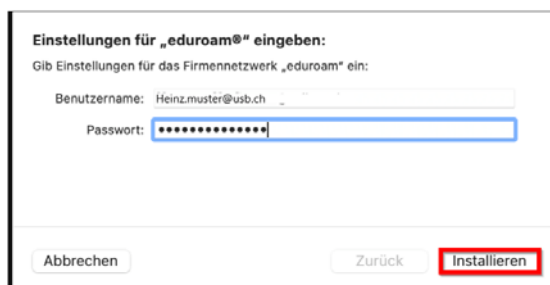 Einstellungen für „eduroam®“ eingeben:
Gib Einstellungen für das Firmennetzwerk „eduroam“ ein:
Benutzername: Heinz.muster@usb.ch
Passwort: ••••••••••••••
Abbrechen Zurück Installieren